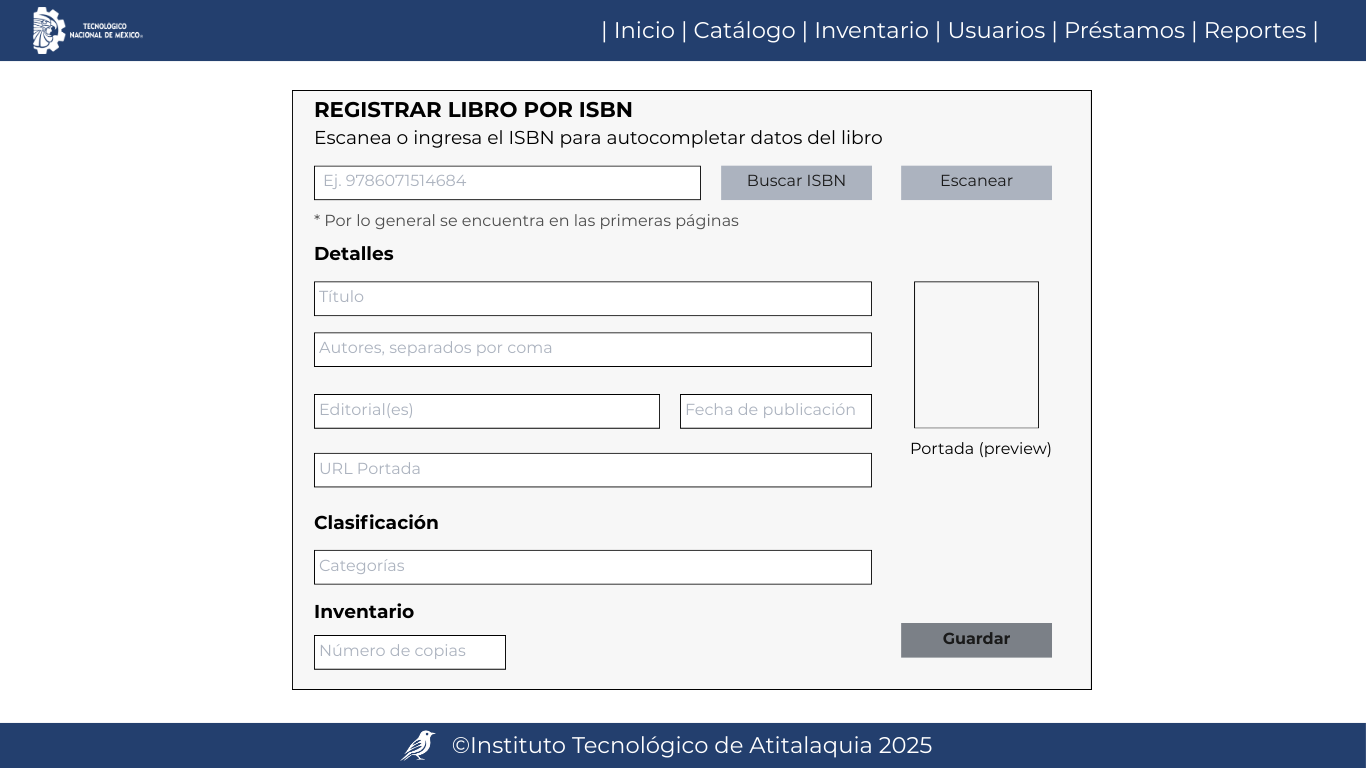 TECNOLÓGICO
NACIONAL DE MÉXICO®
| Inicio | Catálogo | Inventario | Usuarios | Préstamos | Reportes |
REGISTRAR LIBRO POR ISBN
Escanea o ingresa el ISBN para autocompletar datos del libro
Ej. 9786071514684
Buscar ISBN
Escanear
* Por lo general se encuentra en las primeras páginas
Detalles
Título
Autores, separados por coma
Editorial(es)
Fecha de publicación
Portada (preview)
URL Portada
Clasificación
Categorías
Inventario
Número de copias
Guardar
©Instituto Tecnológico de Atitalaquia 2025